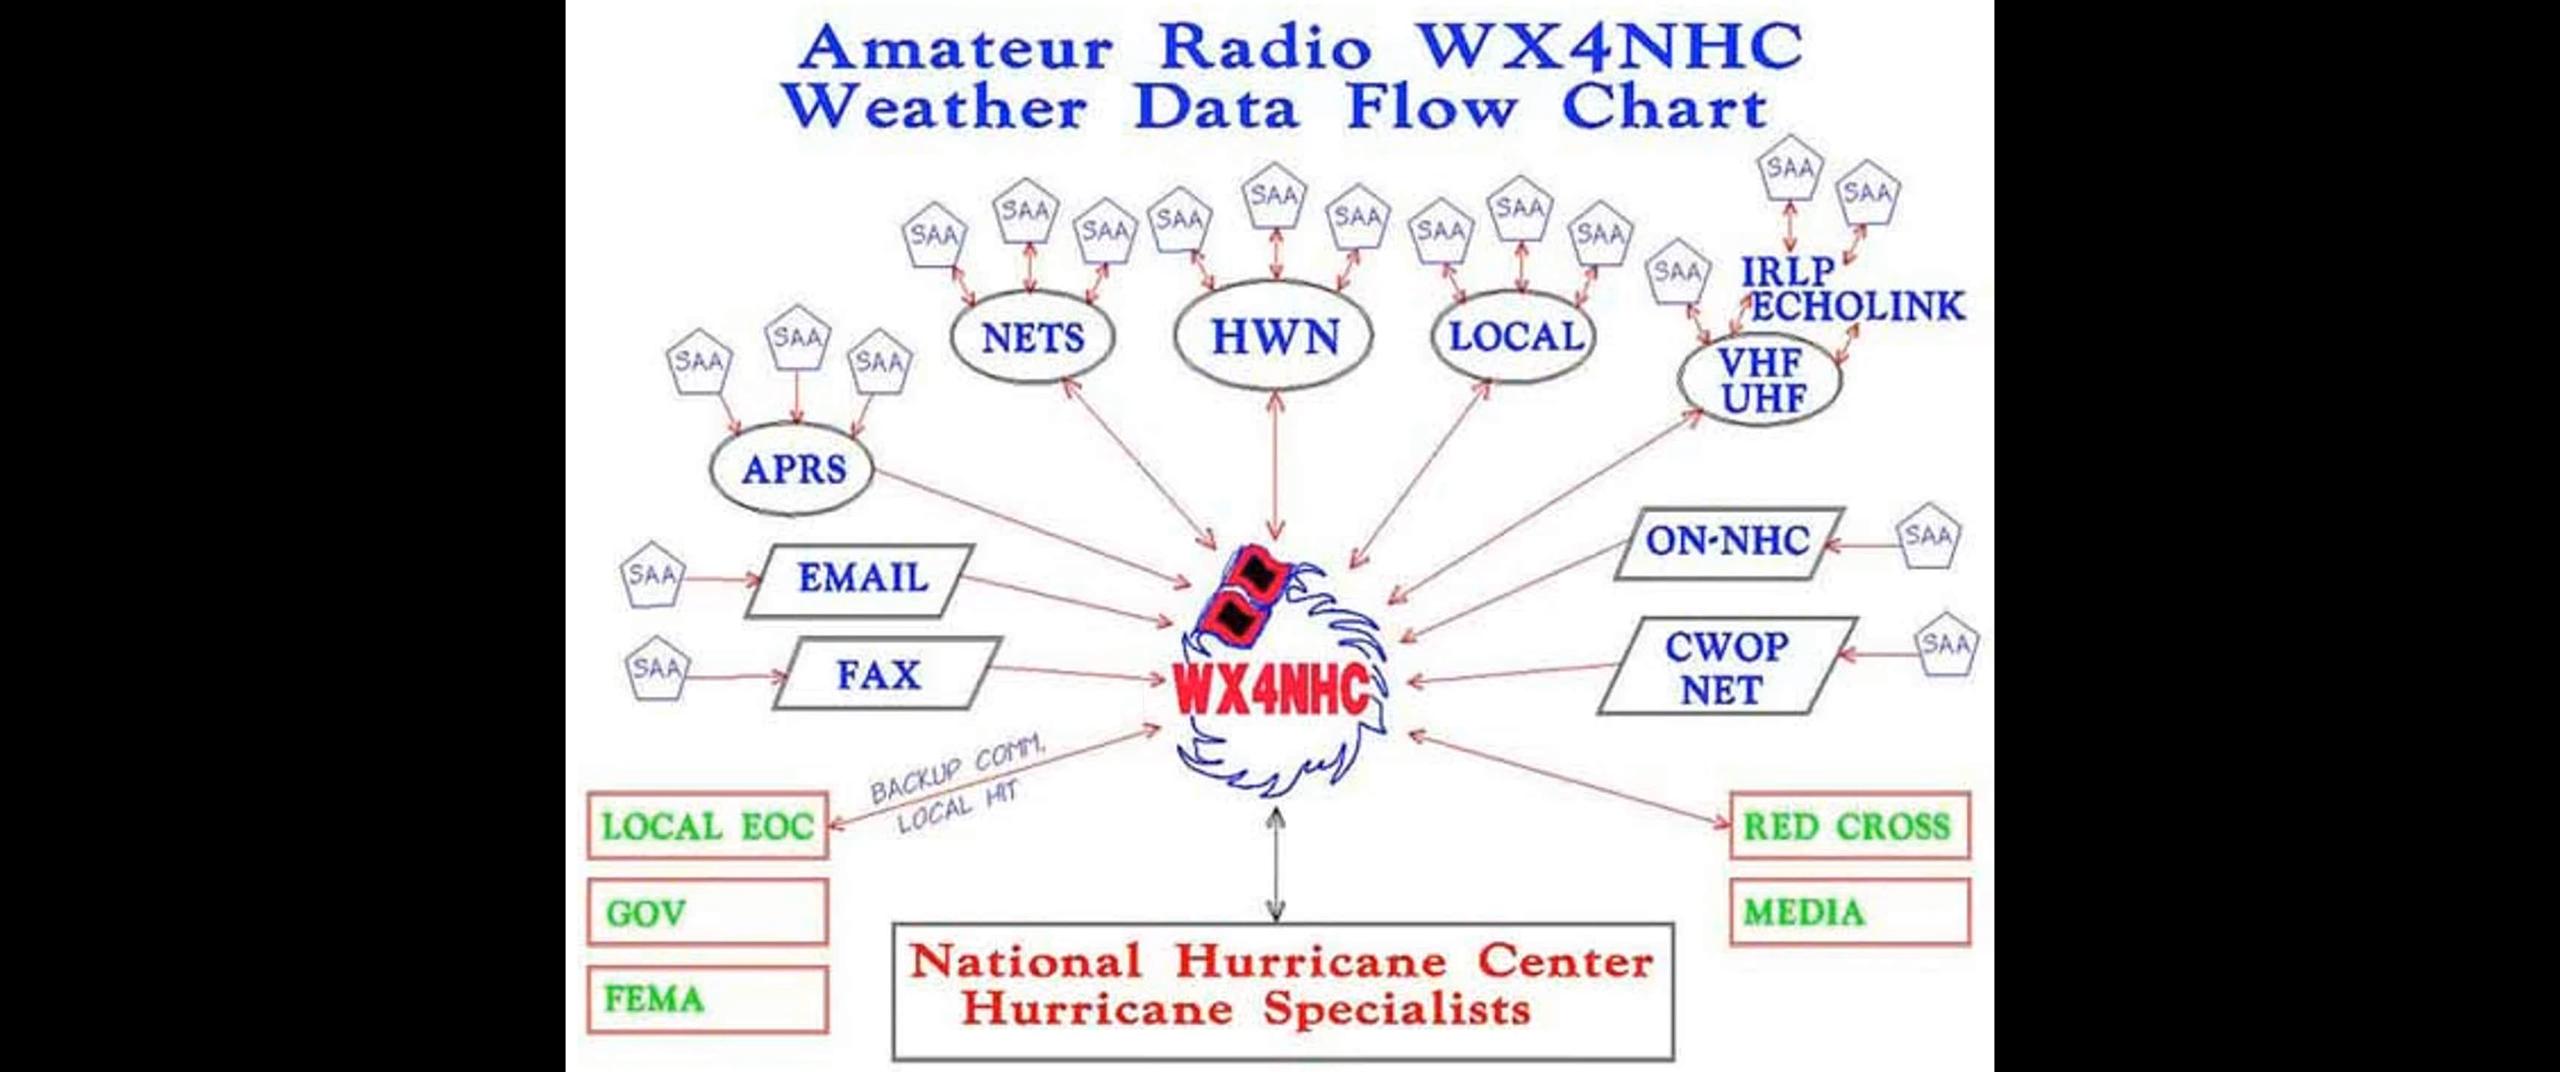 Amateur Radio WX4NHC
Weather Data Flow Chart
SAA
SAA
SAA
SAA
SAA
SAA
SAA
SAA
SAA
SAA
SAA
SAA
SAA
SAA
IRLP
ECHOLINK
NETS
HWN
LOCAL
VHF
UHF
SAA
APRS
EMAIL
SAA
FAX
SAA
ON-NHC
SAA
CWOP
NET
SAA
WX4NHC
BACKUP COMM,
LOCAL HIT
LOCAL EOC
GOV
FEMA
RED CROSS
MEDIA
National Hurricane Center
Hurricane Specialists